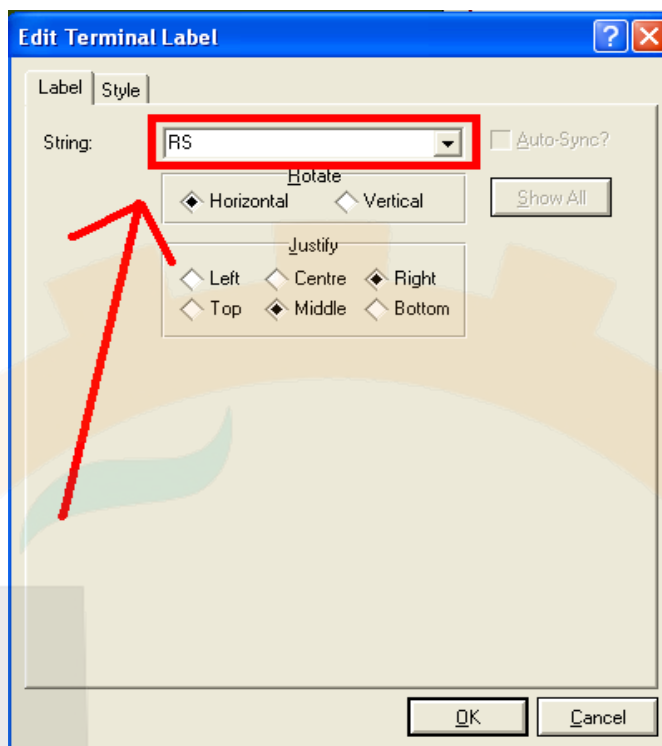 Edit Terminal Label
Label Style
String: RS Auto-Sync?
Rotate
Horizontal Vertical Show All
Justify
Left Centre Right
Top Middle Bottom
OK Cancel